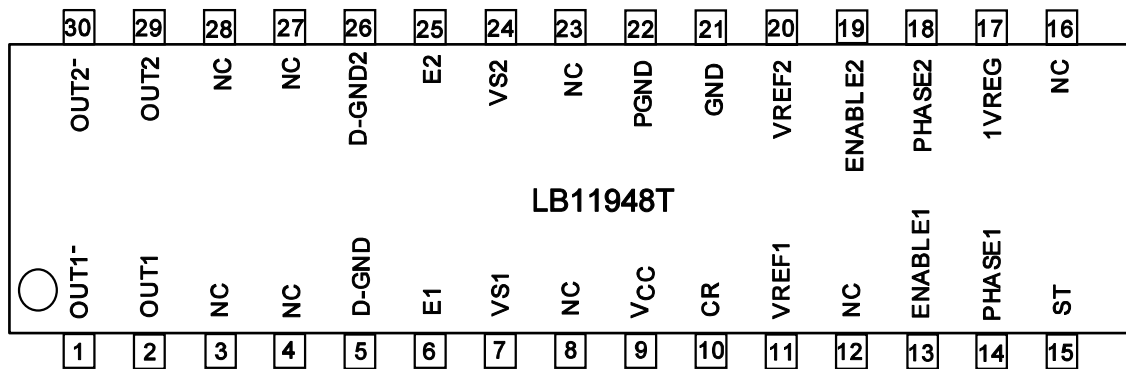 30 29 28 27 26 25 24 23 22 21 20 19 18 17 16
OUT2- OUT2 NC NC D-GND2 E2 VS2 NC PGND GND VREF2 ENABLE2 PHASE2 1VREG NC
LB11948T
OUT1- OUT1 NC NC D-GND E1 VS1 NC VCC CR VREF1 NC ENABLE1 PHASE1 ST
1 2 3 4 5 6 7 8 9 10 11 12 13 14 15